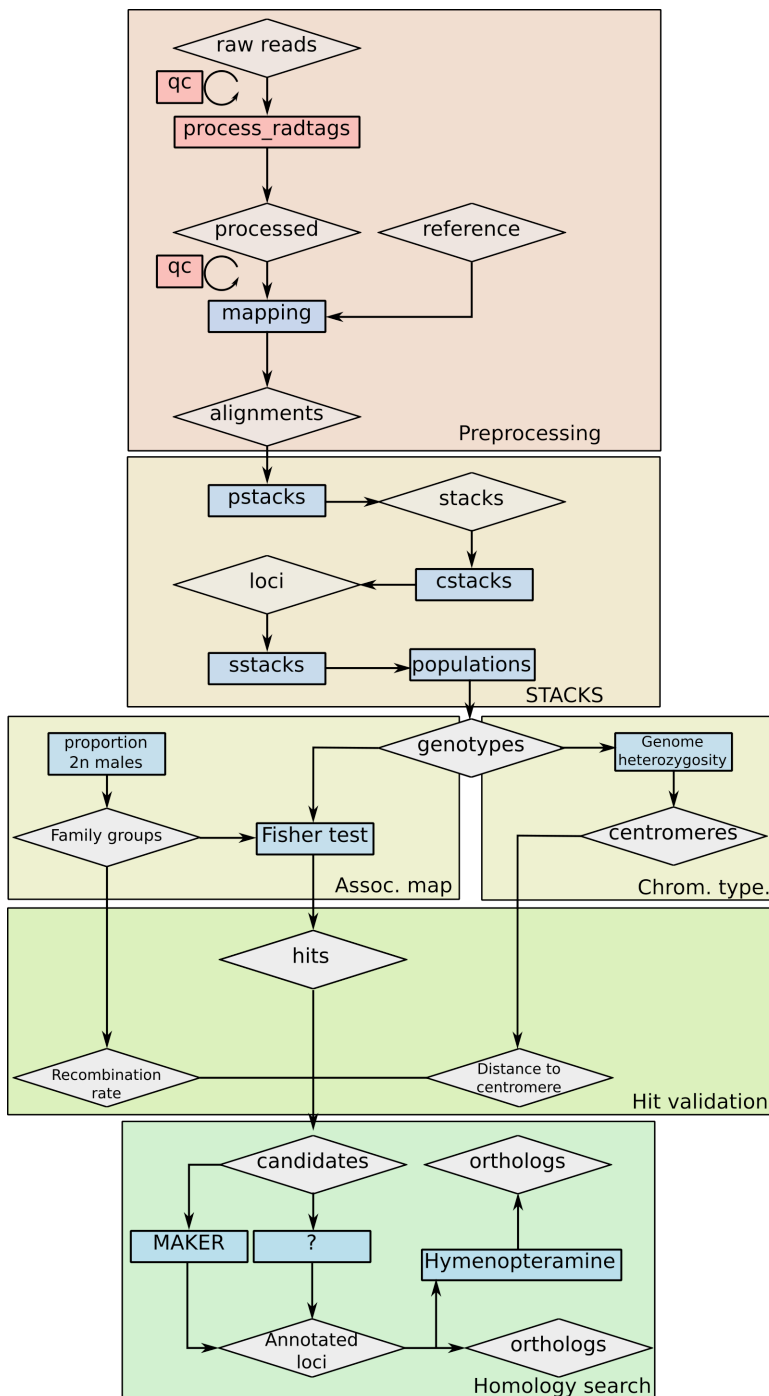 raw reads
qc
process_radtags
processed
reference
qc
mapping
alignments
Preprocessing
pstacks
stacks
loci
cstacks
sstacks
populations
STACKS
genotypes
proportion
2n males
Genome
heterozygosity
Family groups
Fisher test
centromeres
Assoc. map
Chrom. type.
hits
Recombination
rate
Distance to
centromere
Hit validation
candidates
orthologs
MAKER
?
Hymenopteramine
Annotated
loci
orthologs
Homology search